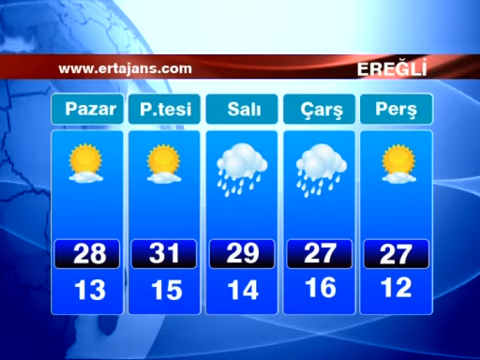 www.ertajans.com
EREĞLİ
Pazar P.tesi Salı Çarş Perş
28 31 29 27 27
13 15 14 16 12